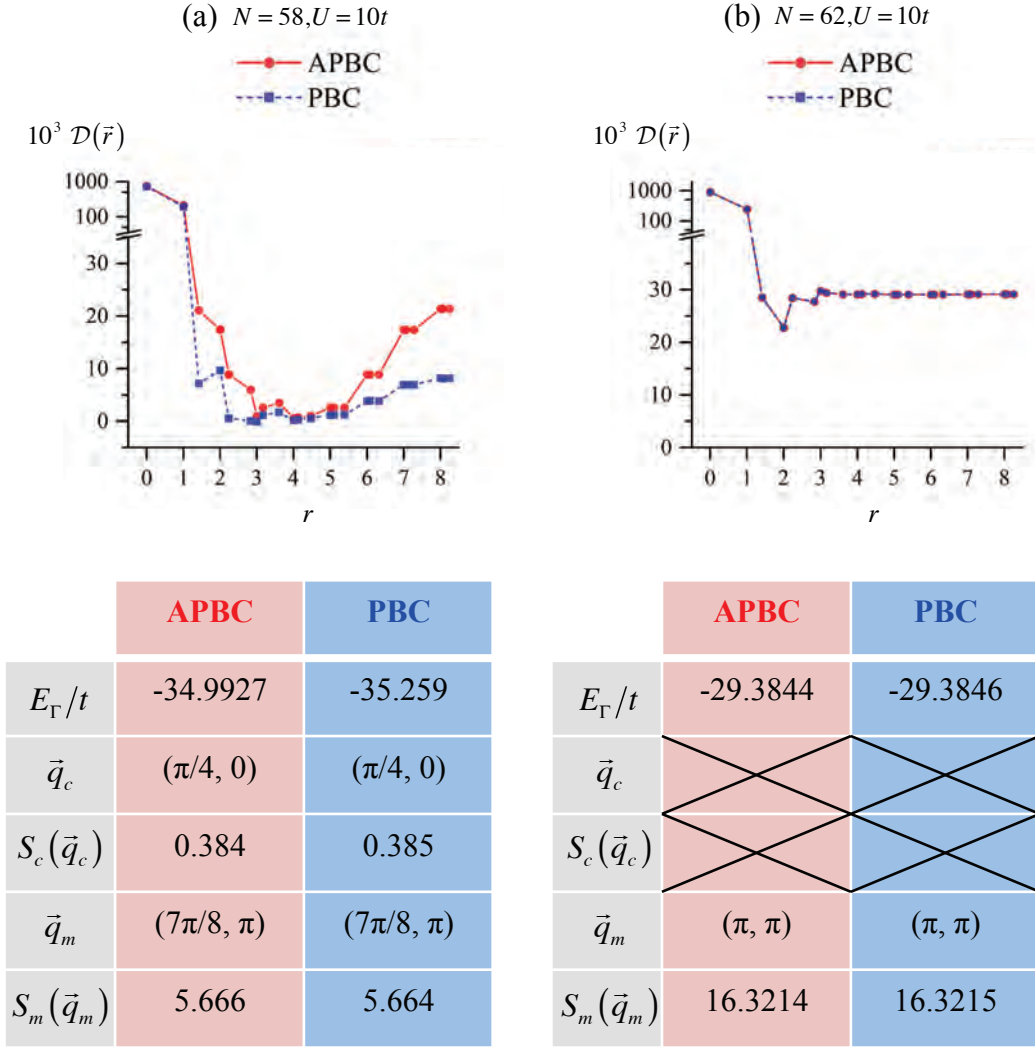 (a) N = 58, U = 10t
APBC
PBC
10³ 𝒟(r⃗)
1000
100
30
20
10
0
0 1 2 3 4 5 6 7 8
r
(b) N = 62, U = 10t
APBC
PBC
10³ 𝒟(r⃗)
1000
100
30
20
10
0
0 1 2 3 4 5 6 7 8
r
APBC PBC
E_Γ/t -34.9927 -35.259
q⃗_c (π/4, 0) (π/4, 0)
S_c(q⃗_c) 0.384 0.385
q⃗_m (7π/8, π) (7π/8, π)
S_m(q⃗_m) 5.666 5.664
APBC PBC
E_Γ/t -29.3844 -29.3846
q⃗_c
S_c(q⃗_c)
q⃗_m (π, π) (π, π)
S_m(q⃗_m) 16.3214 16.3215